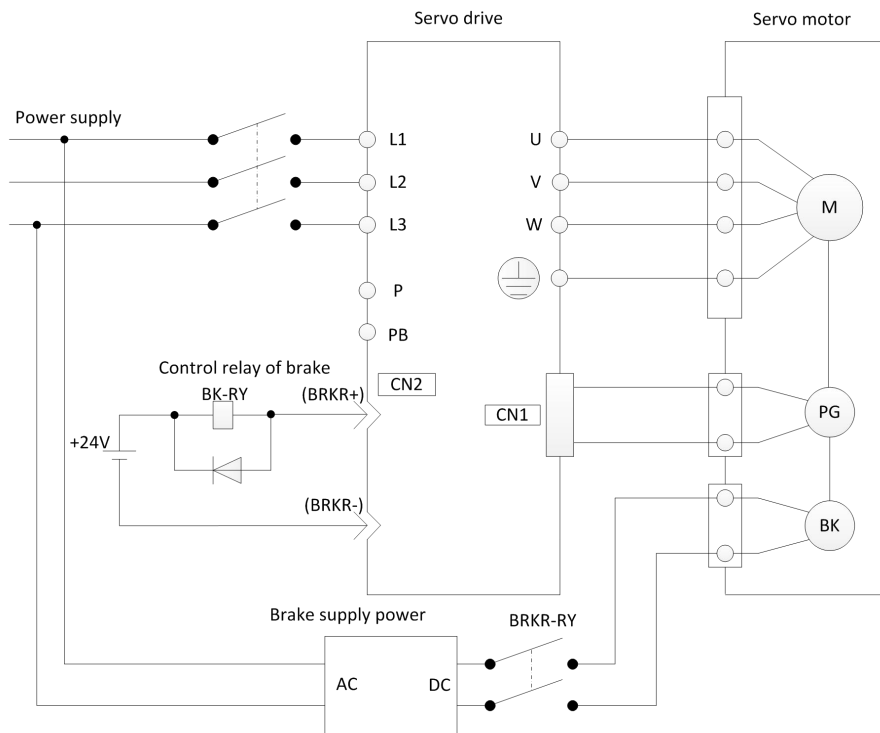 Servo drive
Servo motor
Power supply
L1
U
L2
V
M
L3
W
P
PB
Control relay of brake
CN2
BK-RY
(BRKR+)
CN1
PG
+24V
(BRKR-)
BK
Brake supply power
BRKR-RY
AC
DC